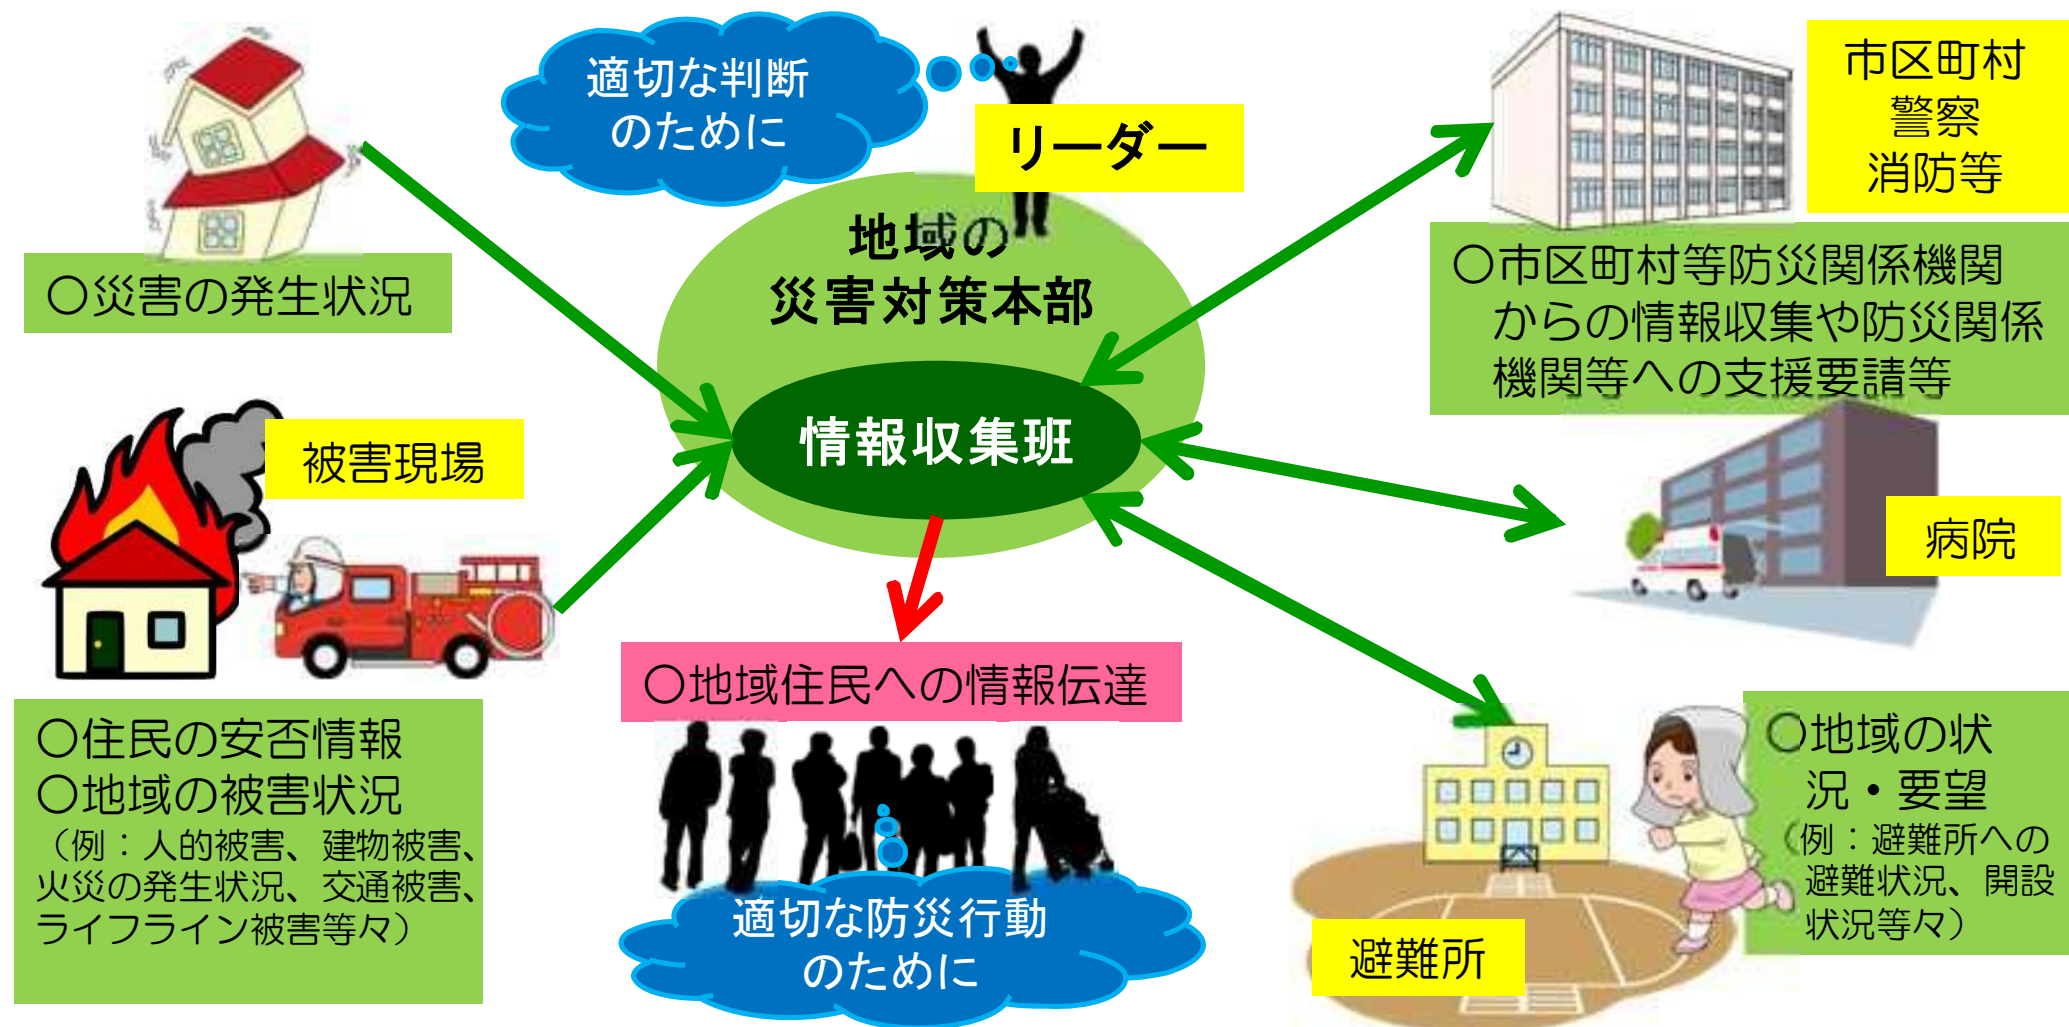 適切な判断
のために
リーダー
市区町村
警察
消防等
地域の
災害対策本部
情報収集班
〇災害の発生状況
〇市区町村等防災関係機関
からの情報収集や防災関係
機関等への支援要請等
被害現場
病院
〇地域住民への情報伝達
〇住民の安否情報
〇地域の被害状況
（例：人的被害、建物被害、
火災の発生状況、交通被害、
ライフライン被害等々）
適切な防災行動
のために
避難所
〇地域の状
況・要望
（例：避難所への
避難状況、開設
状況等々）